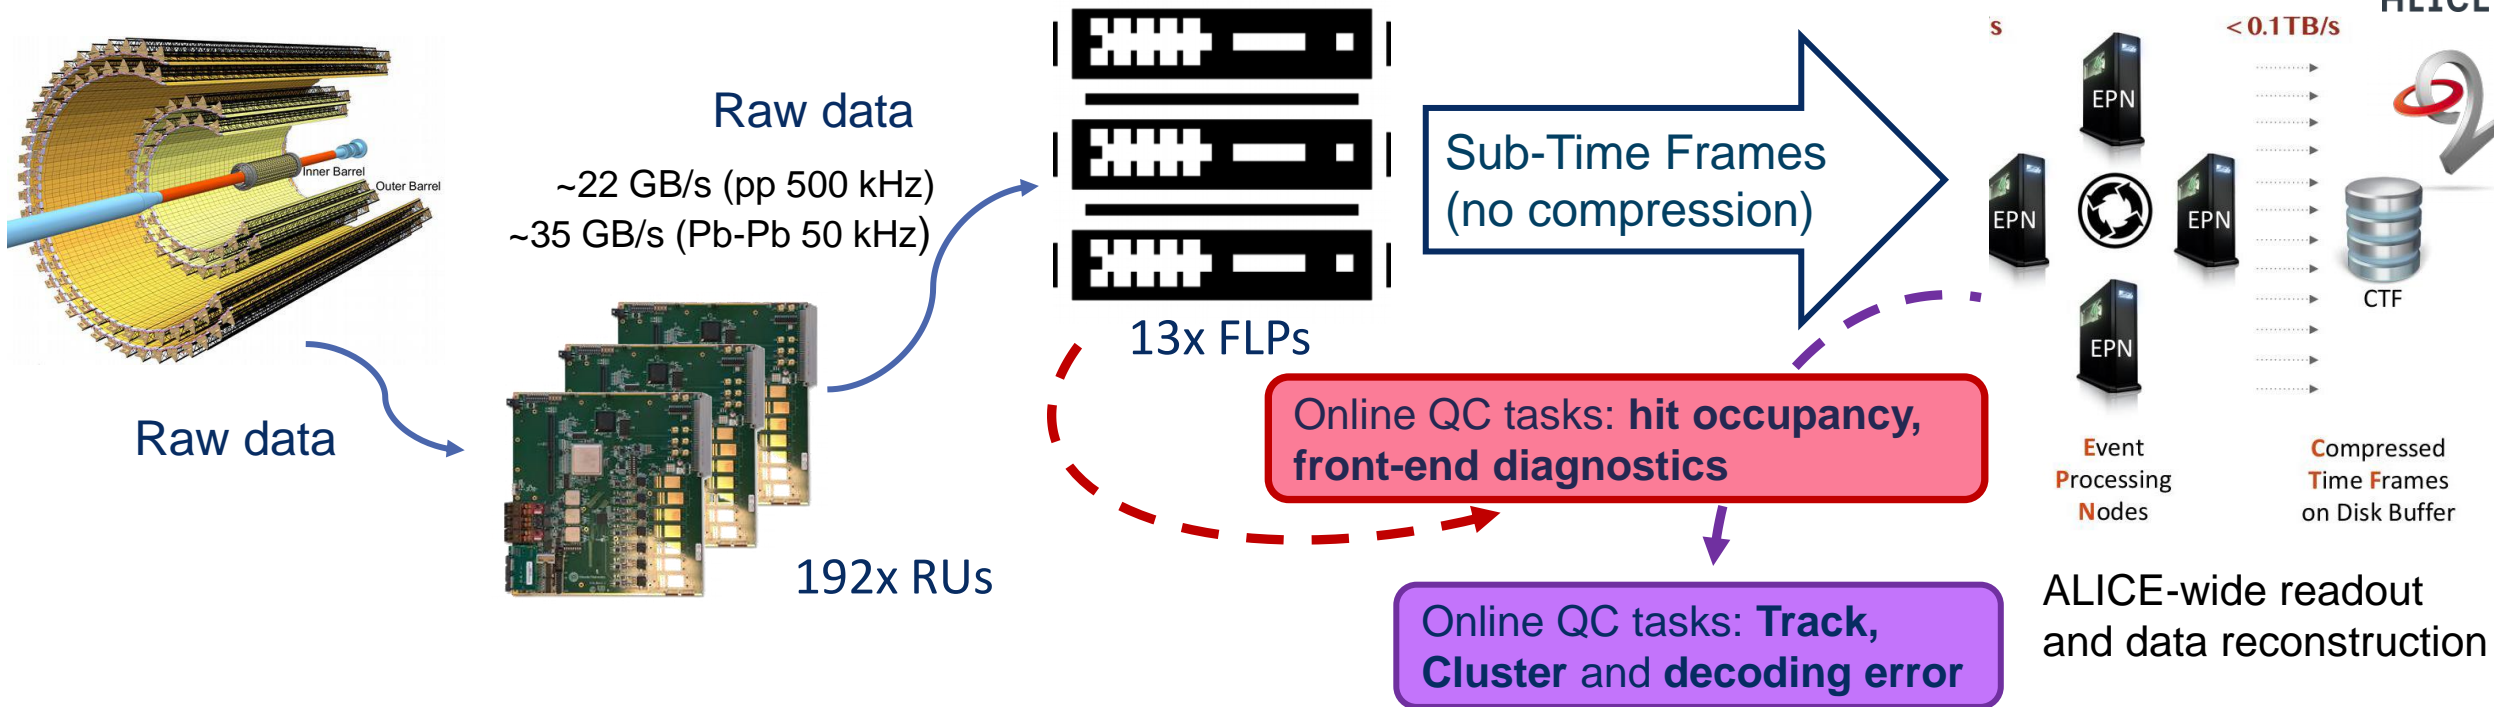 ALICE
s
< 0.1TB/s
EPN
Raw data
Sub-Time Frames
(no compression)
Inner Barrel
Outer Barrel
~22 GB/s (pp 500 kHz)
~35 GB/s (Pb-Pb 50 kHz)
EPN
EPN
CTF
13x FLPs
EPN
Raw data
Online QC tasks: hit occupancy,
front-end diagnostics
Event
Processing
Nodes
Compressed
Time Frames
on Disk Buffer
192x RUs
Online QC tasks: Track,
Cluster and decoding error
ALICE-wide readout
and data reconstruction